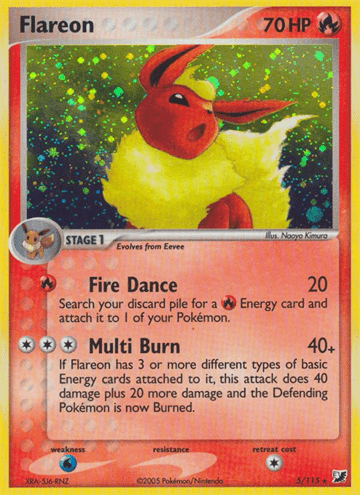 Flareon 70 HP
Illus. Naoyo Kimura
STAGE 1
Evolves from Eevee
Fire Dance 20
Search your discard pile for a Energy card and
attach it to 1 of your Pokémon.
Multi Burn 40+
If Flareon has 3 or more different types of basic
Energy cards attached to it, this attack does 40
damage plus 20 more damage and the Defending
Pokémon is now Burned.
weakness resistance retreat cost
XRA-5J6-RNZ ©2005 Pokémon/Nintendo 5/115 ★